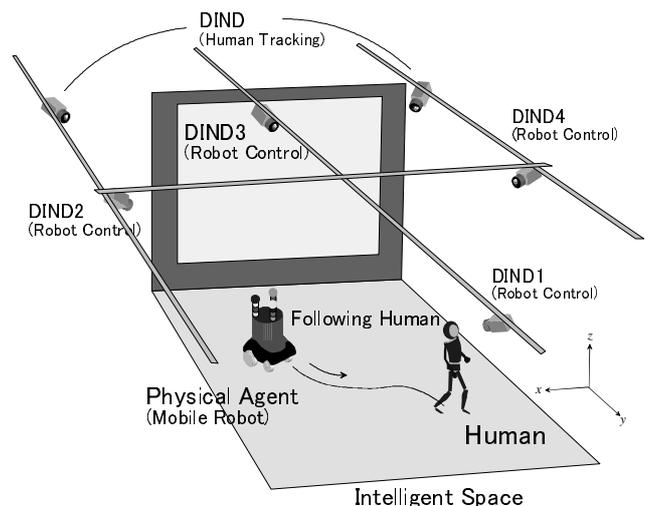 DIND
(Human Tracking)
DIND4
(Robot Control)
DIND3
(Robot Control)
DIND2
(Robot Control)
DIND1
(Robot Control)
Following Human
z
x
y
Physical Agent
(Mobile Robot)
Human
Intelligent Space